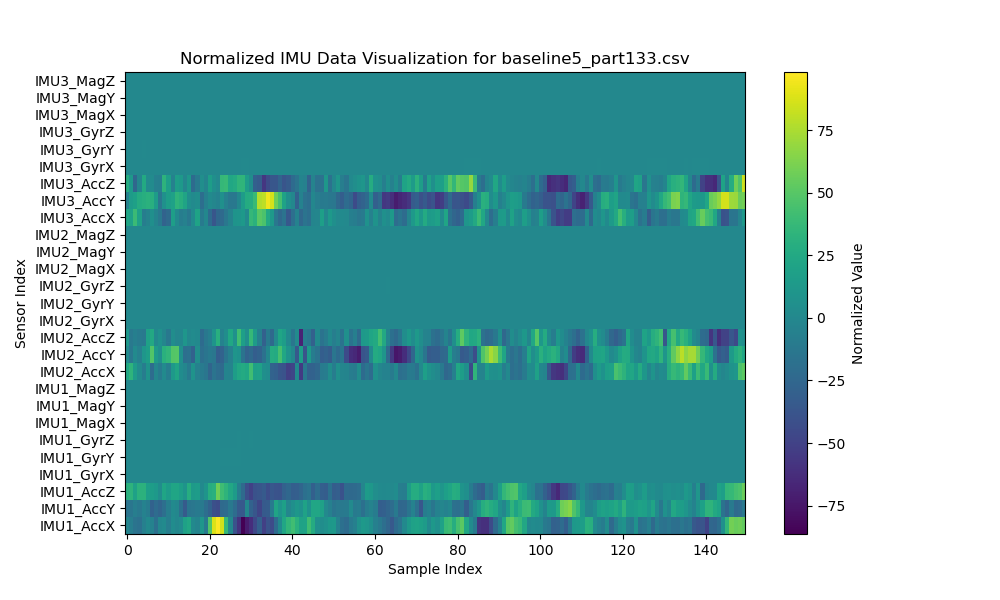 Normalized IMU Data Visualization for baseline5_part133.csv
IMU3_MagZ
IMU3_MagY
IMU3_MagX
IMU3_GyrZ
IMU3_GyrY
IMU3_GyrX
IMU3_AccZ
IMU3_AccY
IMU3_AccX
IMU2_MagZ
IMU2_MagY
IMU2_MagX
IMU2_GyrZ
IMU2_GyrY
IMU2_GyrX
IMU2_AccZ
IMU2_AccY
IMU2_AccX
IMU1_MagZ
IMU1_MagY
IMU1_MagX
IMU1_GyrZ
IMU1_GyrY
IMU1_GyrX
IMU1_AccZ
IMU1_AccY
IMU1_AccX
Sensor Index
0 20 40 60 80 100 120 140
Sample Index
75
50
25
0
−25
−50
−75
Normalized Value